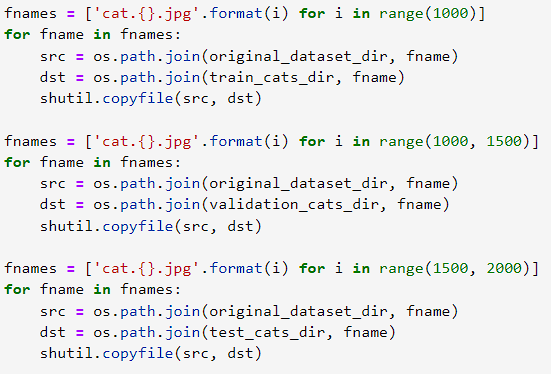 fnames = ['cat.{}.jpg'.format(i) for i in range(1000)]
for fname in fnames:
    src = os.path.join(original_dataset_dir, fname)
    dst = os.path.join(train_cats_dir, fname)
    shutil.copyfile(src, dst)

fnames = ['cat.{}.jpg'.format(i) for i in range(1000, 1500)]
for fname in fnames:
    src = os.path.join(original_dataset_dir, fname)
    dst = os.path.join(validation_cats_dir, fname)
    shutil.copyfile(src, dst)

fnames = ['cat.{}.jpg'.format(i) for i in range(1500, 2000)]
for fname in fnames:
    src = os.path.join(original_dataset_dir, fname)
    dst = os.path.join(test_cats_dir, fname)
    shutil.copyfile(src, dst)